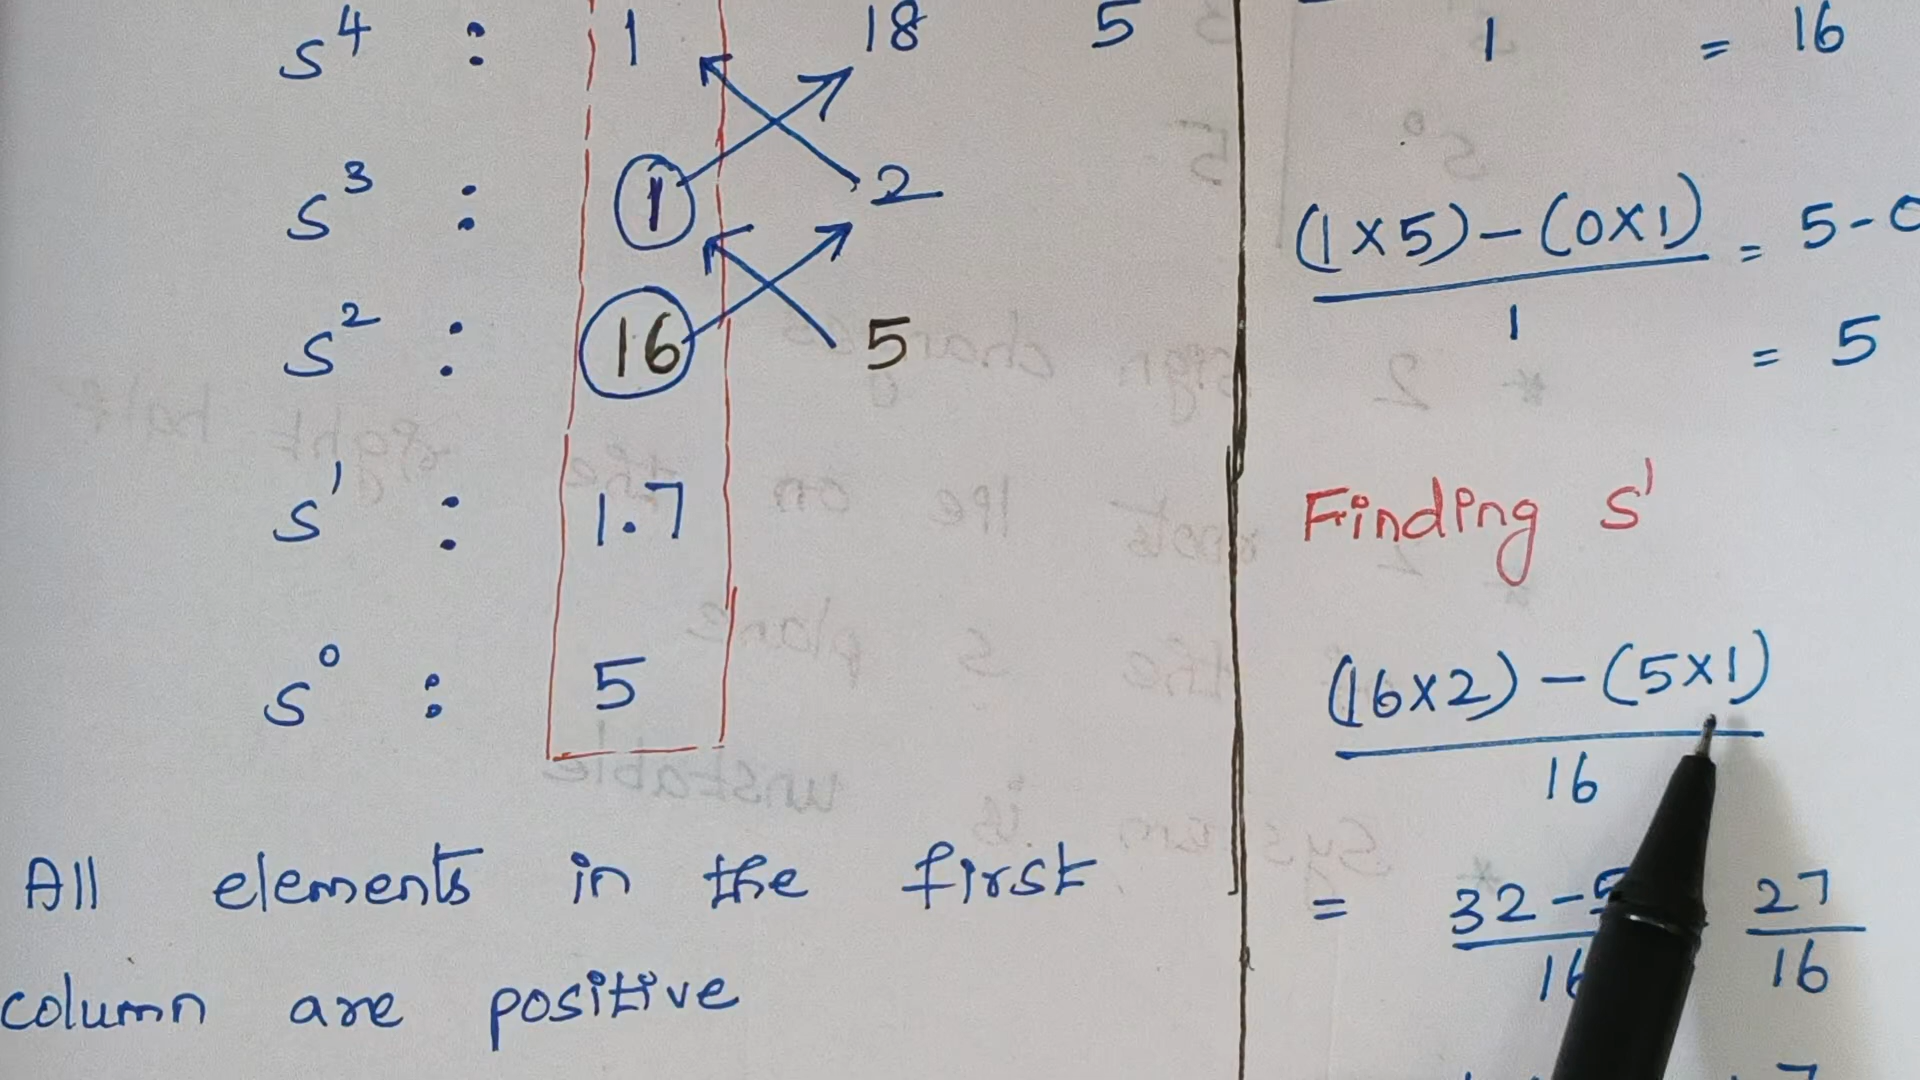 s⁴ : 1 18 5
s³ : 1 2
s² : 16 5
s¹ : 1.7
s⁰ : 5
All elements in the first
column are positive
1 = 16
(1×5)-(0×1) = 5-0
1
= 5
Finding s¹
(16×2)-(5×1)
16
= 32-5 27
16 16
7